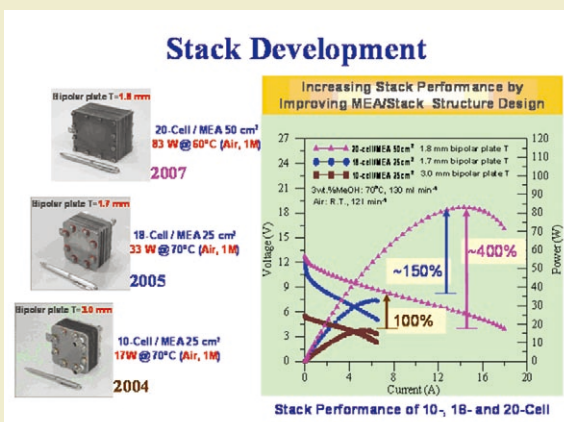 Stack Development
Bipolar plate T=1.8 mm
20-Cell / MEA 50 cm²
83 W @ 60°C (Air, 1M)
2007
Bipoler plate T=1.7 mm
18-Cell / MEA 25 cm²
33 W @ 70°C (Air, 1M)
2005
Bipoler plate T=3.0 mm
10-Cell / MEA 25 cm²
17W @ 70°C (Air, 1M)
2004
Increasing Stack Performance by
Improving MEA/Stack Structure Design
20-cell/MEA 50cm² 1.8 mm bipolar plate T
18-cell/MEA 25cm² 1.7 mm bipolar plate T
10-cell/MEA 25cm² 3.0 mm bipolar plate T
3wt.%MeOH: 70°C, 130 ml min⁻¹
Air: R.T., 12 l min⁻¹
~150%
~400%
100%
Voltage (V)
27
24
21
18
15
12
9
6
3
0
Power (W)
120
110
100
90
80
70
60
50
40
30
20
10
0
0 4 8 12 16 20
Current (A)
Stack Performance of 10-, 18- and 20-Cell